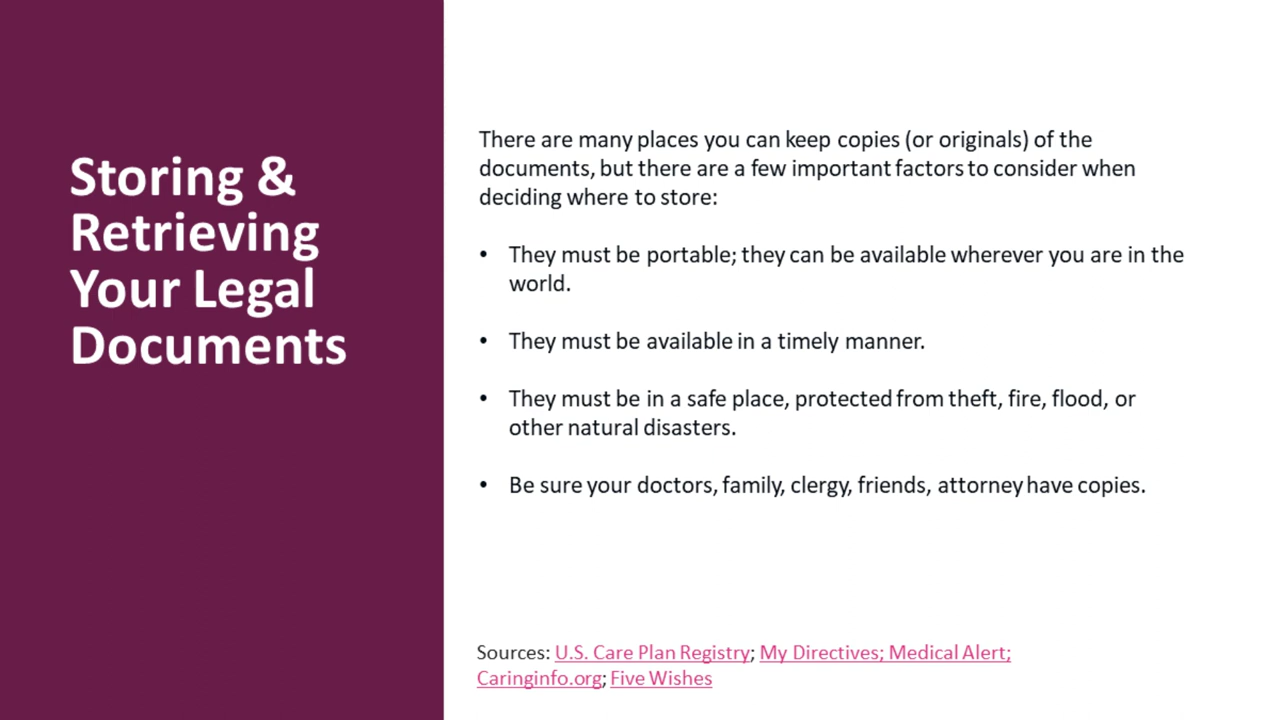 Storing &
Retrieving
Your Legal
Documents
There are many places you can keep copies (or originals) of the
documents, but there are a few important factors to consider when
deciding where to store:
• They must be portable; they can be available wherever you are in the
world.
• They must be available in a timely manner.
• They must be in a safe place, protected from theft, fire, flood, or
other natural disasters.
• Be sure your doctors, family, clergy, friends, attorney have copies.
Sources: U.S. Care Plan Registry; My Directives; Medical Alert;
Caringinfo.org; Five Wishes